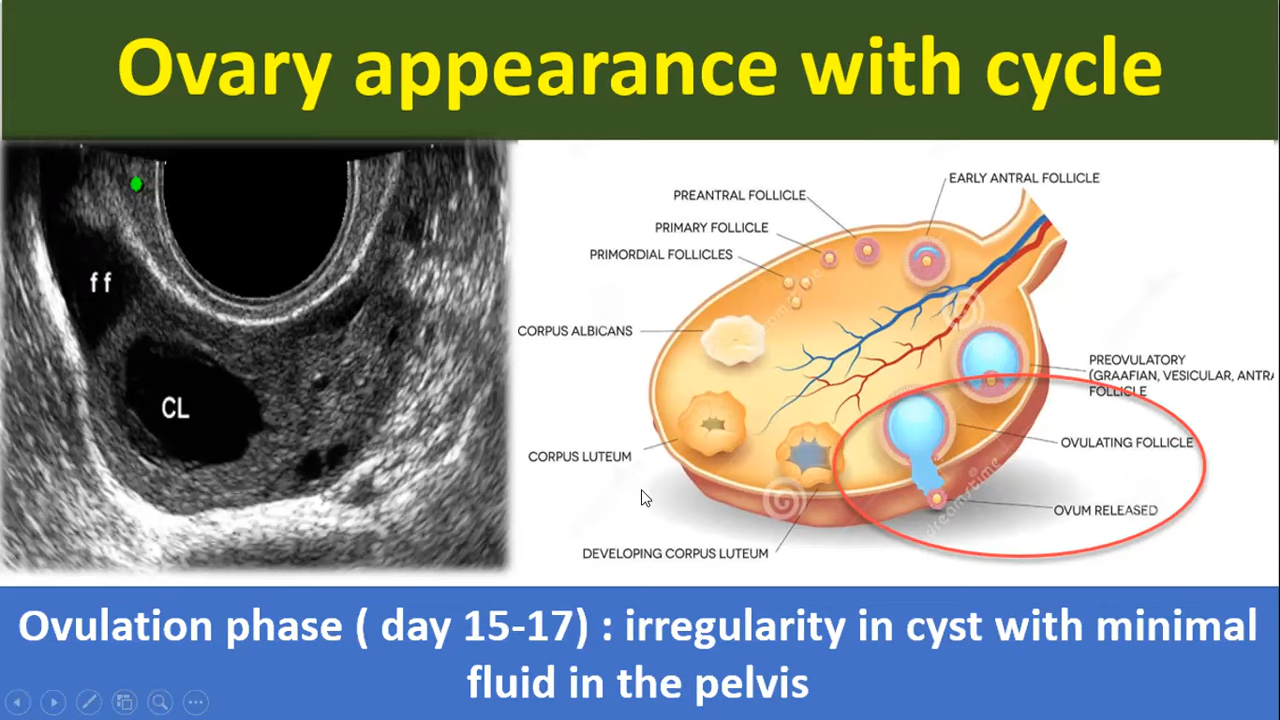 Ovary appearance with cycle
f f
CL
EARLY ANTRAL FOLLICLE
PREANTRAL FOLLICLE
PRIMARY FOLLICLE
PRIMORDIAL FOLLICLES
CORPUS ALBICANS
PREOVULATORY
(GRAAFIAN, VESICULAR, ANTRA
FOLLICLE
OVULATING FOLLICLE
CORPUS LUTEUM
OVUM RELEASED
DEVELOPING CORPUS LUTEUM
dreamstime
Ovulation phase ( day 15-17) : irregularity in cyst with minimal
fluid in the pelvis